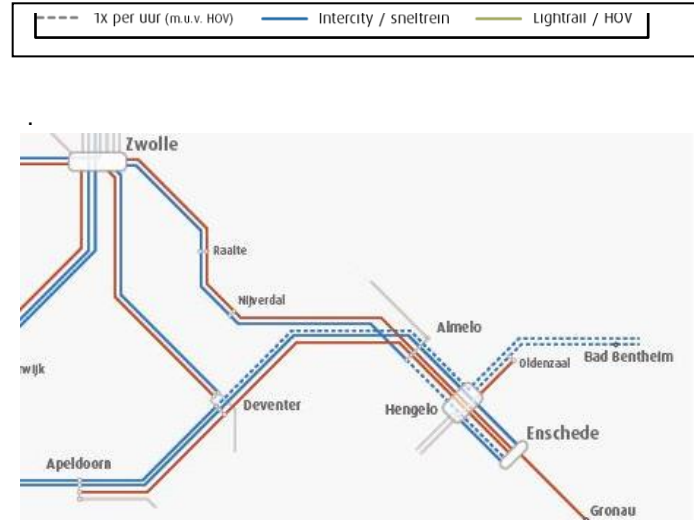 1x per uur (m.u.v. HOV) Intercity / sneltrein Lightrail / HOV
.
Zwolle
Raalte
Nijverdal
Almelo
Oldenzaal
Bad Bentheim
wijk
Deventer
Hengelo
Enschede
Apeldoorn
Gronau